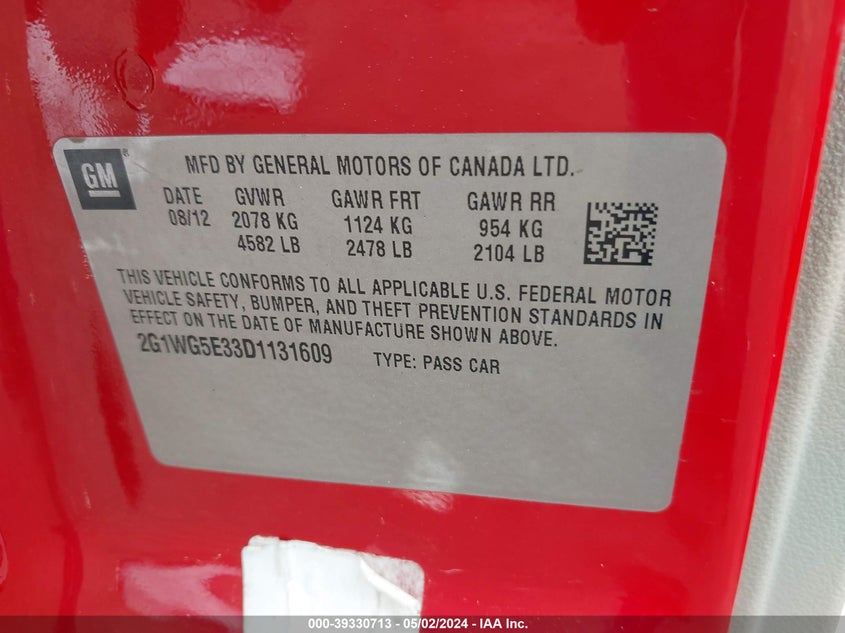 GM ®
MFD BY GENERAL MOTORS OF CANADA LTD.
DATE GVWR GAWR FRT GAWR RR
08/12 2078 KG 1124 KG 954 KG
4582 LB 2478 LB 2104 LB
THIS VEHICLE CONFORMS TO ALL APPLICABLE U.S. FEDERAL MOTOR
VEHICLE SAFETY, BUMPER, AND THEFT PREVENTION STANDARDS IN
EFFECT ON THE DATE OF MANUFACTURE SHOWN ABOVE.
2G1WG5E33D1131609 TYPE: PASS CAR
000-39330713 - 05/02/2024 - IAA Inc.